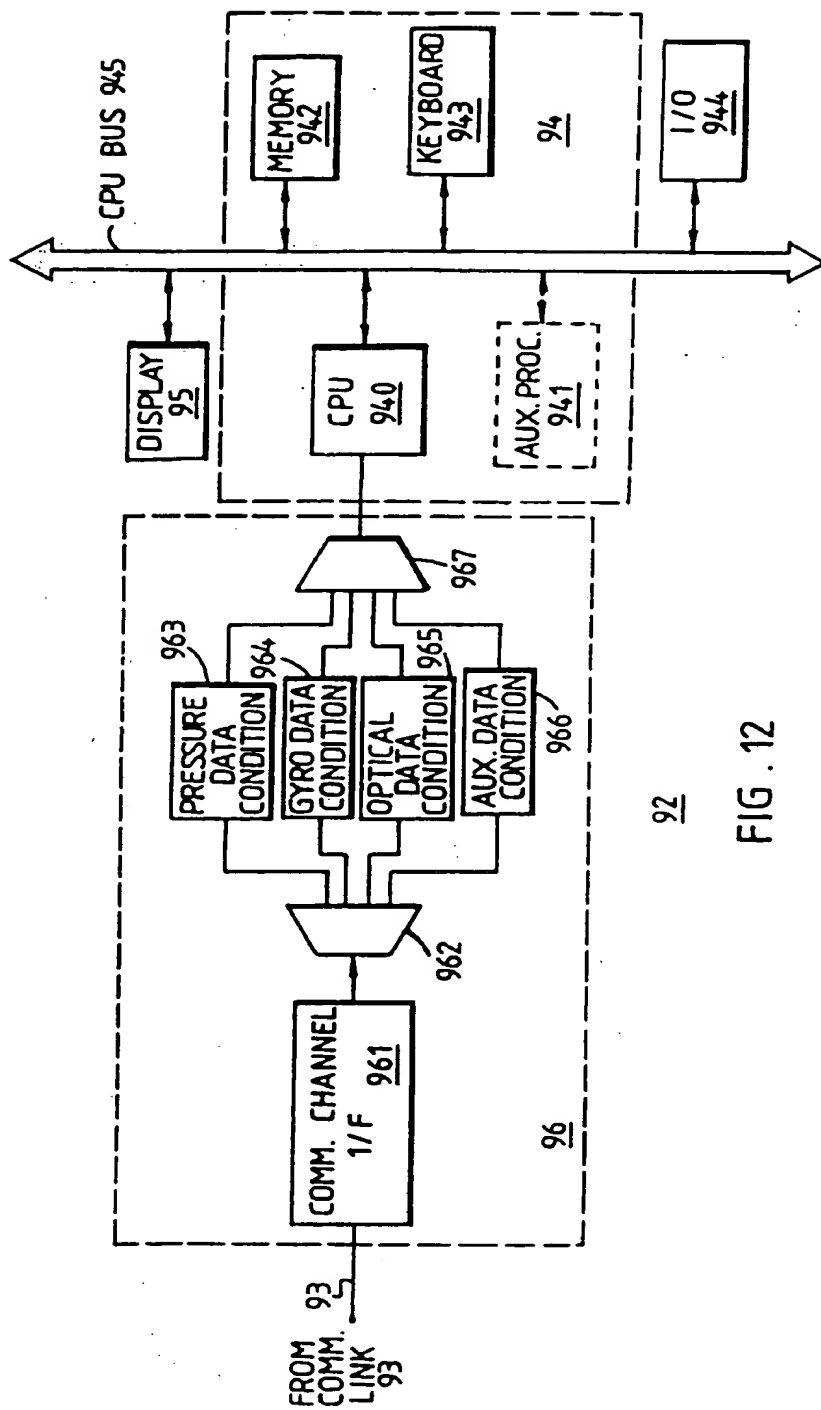 FROM
COMM.
LINK
93
93
COMM. CHANNEL
1/F
961
96
962
PRESSURE
DATA
CONDITION
963
GYRO DATA
CONDITION
964
OPTICAL
DATA
CONDITION
965
AUX. DATA
CONDITION
966
967
92
DISPLAY
95
CPU BUS 945
CPU
940
AUX. PROC.
941
MEMORY
942
KEYBOARD
943
94
I/O
944
FIG. 12